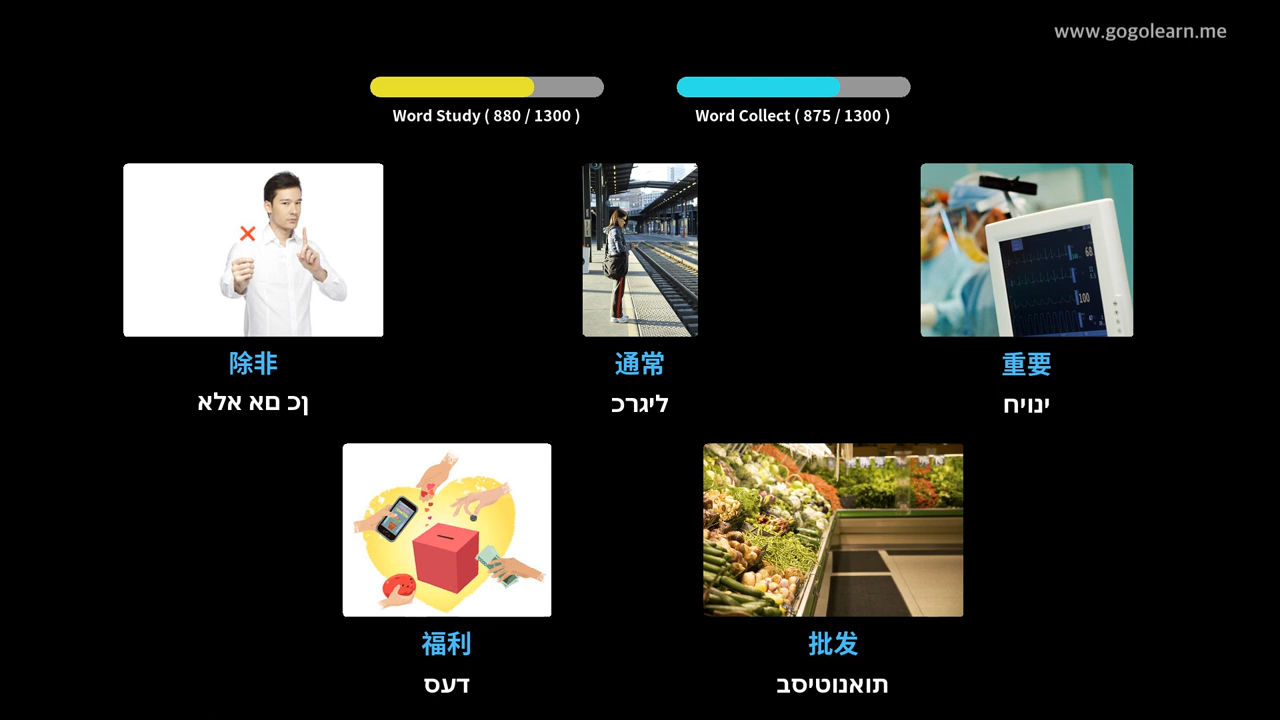 www.gogolearn.me
Word Study ( 880 / 1300 )
Word Collect ( 875 / 1300 )
除非
אלא אם כן
通常
כרגיל
重要
חיוני
福利
סעד
批发
בסיטונאות